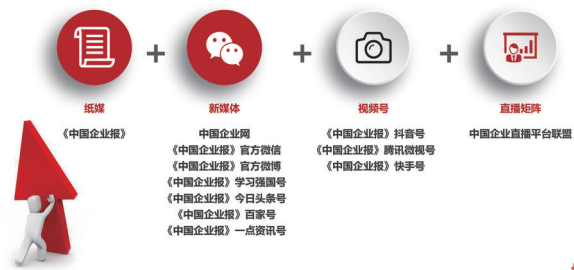 纸媒
《中国企业报》
新媒体
中国企业网
《中国企业报》官方微信
《中国企业报》官方微博
《中国企业报》学习强国号
《中国企业报》今日头条号
《中国企业报》百家号
《中国企业报》一点资讯号
视频号
《中国企业报》抖音号
《中国企业报》腾讯微视号
《中国企业报》快手号
直播矩阵
中国企业直播平台联盟